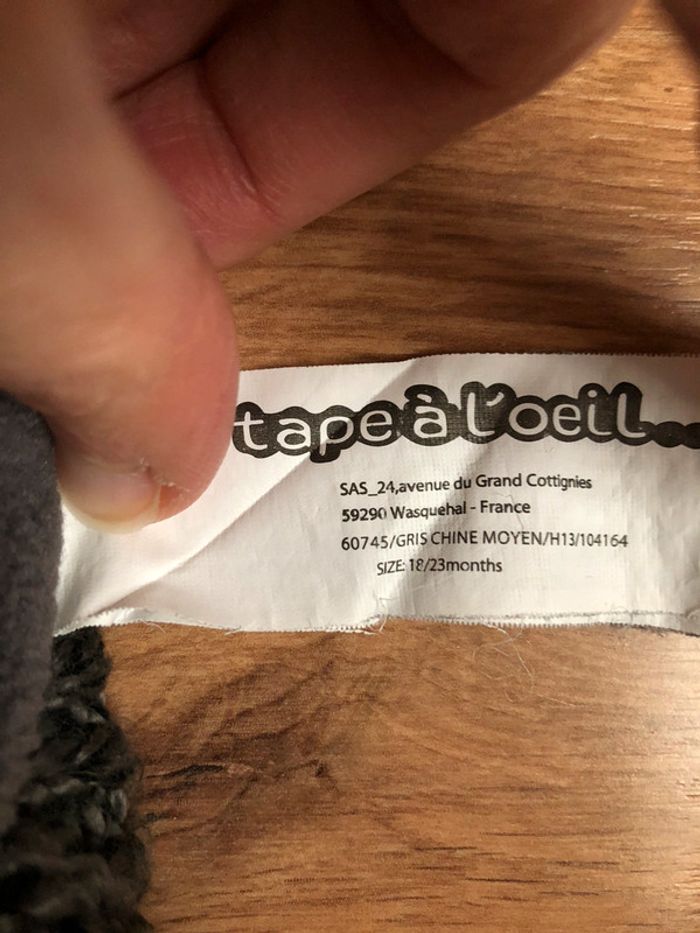 tape à l'oeil...
SAS_24,avenue du Grand Cottignies
59290 Wasquehal - France
60745/GRIS CHINE MOYEN/H13/104164
SIZE: 18/23months